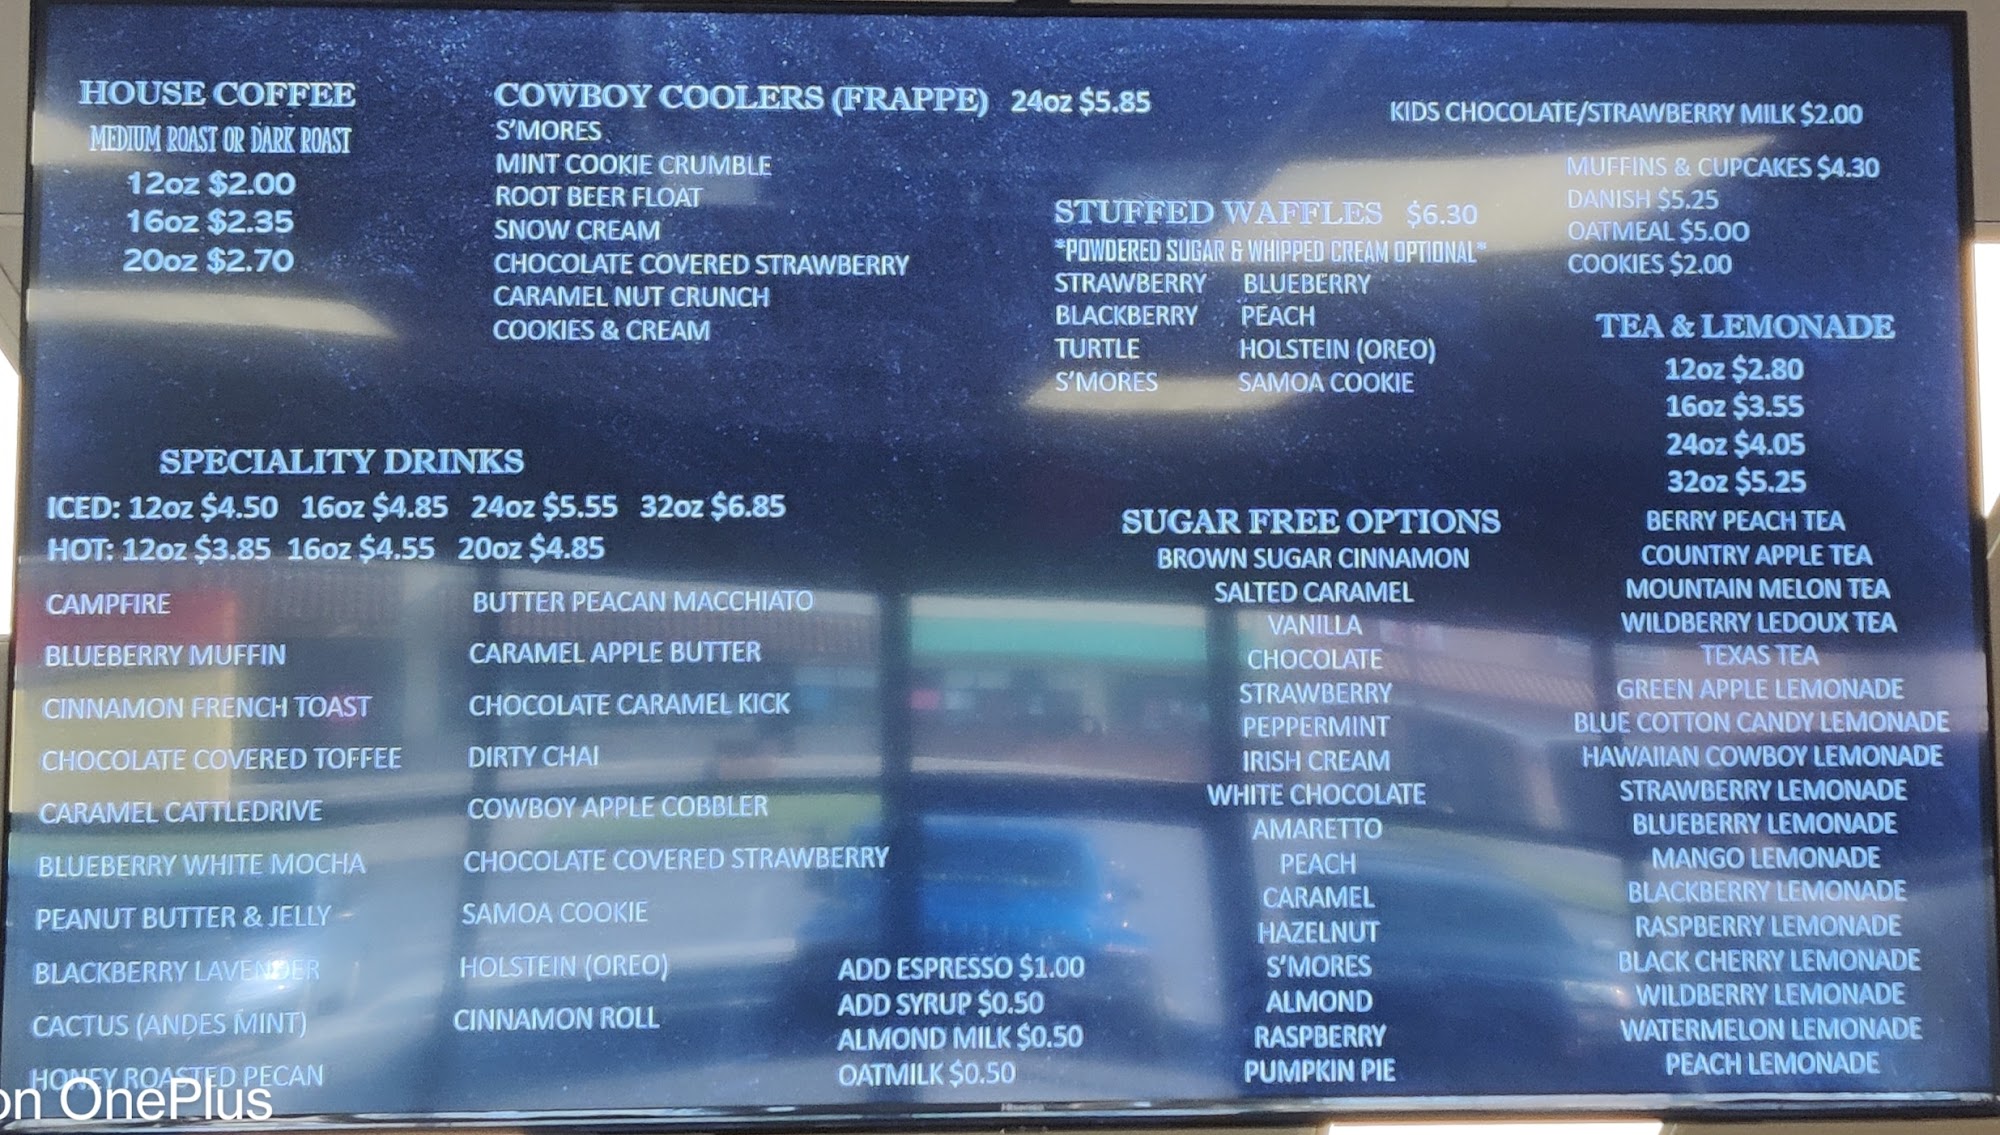 HOUSE COFFEE
MEDIUM ROAST OR DARK ROAST
12oz $2.00
16oz $2.35
20oz $2.70
COWBOY COOLERS (FRAPPE) 24oz $5.85
S'MORES
MINT COOKIE CRUMBLE
ROOT BEER FLOAT
SNOW CREAM
CHOCOLATE COVERED STRAWBERRY
CARAMEL NUT CRUNCH
COOKIES & CREAM
KIDS CHOCOLATE/STRAWBERRY MILK $2.00
MUFFINS & CUPCAKES $4.30
DANISH $5.25
OATMEAL $5.00
COOKIES $2.00
STUFFED WAFFLES $6.30
*POWDERED SUGAR & WHIPPED CREAM OPTIONAL*
STRAWBERRY BLUEBERRY
BLACKBERRY PEACH
TURTLE HOLSTEIN (OREO)
S'MORES SAMOA COOKIE
SPECIALITY DRINKS
ICED: 12oz $4.50 16oz $4.85 24oz $5.55 32oz $6.85
HOT: 12oz $3.85 16oz $4.55 20oz $4.85
CAMPFIRE
BLUEBERRY MUFFIN
CINNAMON FRENCH TOAST
CHOCOLATE COVERED TOFFEE
CARAMEL CATTLEDRIVE
BLUEBERRY WHITE MOCHA
PEANUT BUTTER & JELLY
BLACKBERRY LAVENDER
CACTUS (ANDES MINT)
HONEY ROASTED PECAN
BUTTER PEACAN MACCHIATO
CARAMEL APPLE BUTTER
CHOCOLATE CARAMEL KICK
DIRTY CHAI
COWBOY APPLE COBBLER
CHOCOLATE COVERED STRAWBERRY
SAMOA COOKIE
HOLSTEIN (OREO)
CINNAMON ROLL
ADD ESPRESSO $1.00
ADD SYRUP $0.50
ALMOND MILK $0.50
OATMILK $0.50
SUGAR FREE OPTIONS
BROWN SUGAR CINNAMON
SALTED CARAMEL
VANILLA
CHOCOLATE
STRAWBERRY
PEPPERMINT
IRISH CREAM
WHITE CHOCOLATE
AMARETTO
PEACH
CARAMEL
HAZELNUT
S'MORES
ALMOND
RASPBERRY
PUMPKIN PIE
TEA & LEMONADE
12oz $2.80
16oz $3.55
24oz $4.05
32oz $5.25
BERRY PEACH TEA
COUNTRY APPLE TEA
MOUNTAIN MELON TEA
WILDBERRY LEDOUX TEA
TEXAS TEA
GREEN APPLE LEMONADE
BLUE COTTON CANDY LEMONADE
HAWAIIAN COWBOY LEMONADE
STRAWBERRY LEMONADE
BLUEBERRY LEMONADE
MANGO LEMONADE
BLACKBERRY LEMONADE
RASPBERRY LEMONADE
BLACK CHERRY LEMONADE
WILDBERRY LEMONADE
WATERMELON LEMONADE
PEACH LEMONADE
on OnePlus